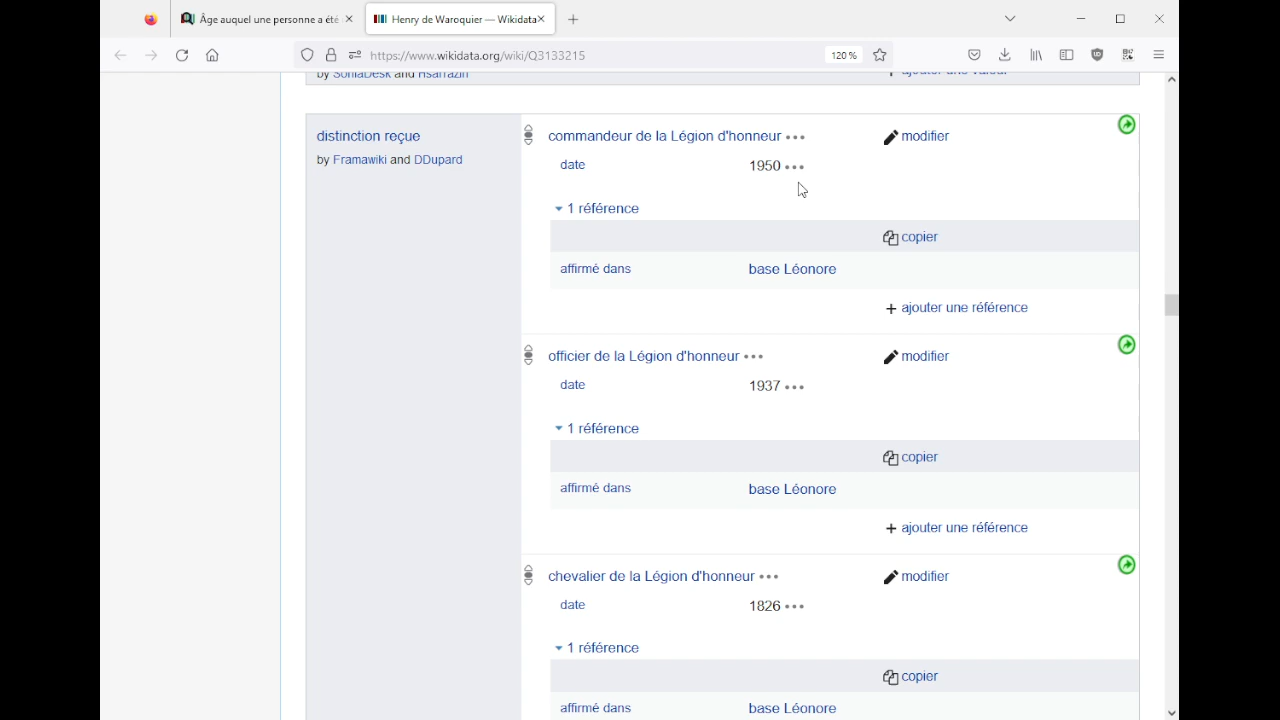 Âge auquel une personne a été
Henry de Waroquier — Wikidata
https://www.wikidata.org/wiki/Q3133215
120 %
by SoniaDesk and Hsarrazin
ajouter une valeur
distinction reçue
by Framawiki and DDupard
commandeur de la Légion d'honneur
modifier
date
1950
1 référence
copier
affirmé dans
base Léonore
+ ajouter une référence
officier de la Légion d'honneur
modifier
date
1937
1 référence
copier
affirmé dans
base Léonore
+ ajouter une référence
chevalier de la Légion d'honneur
modifier
date
1826
1 référence
copier
affirmé dans
base Léonore